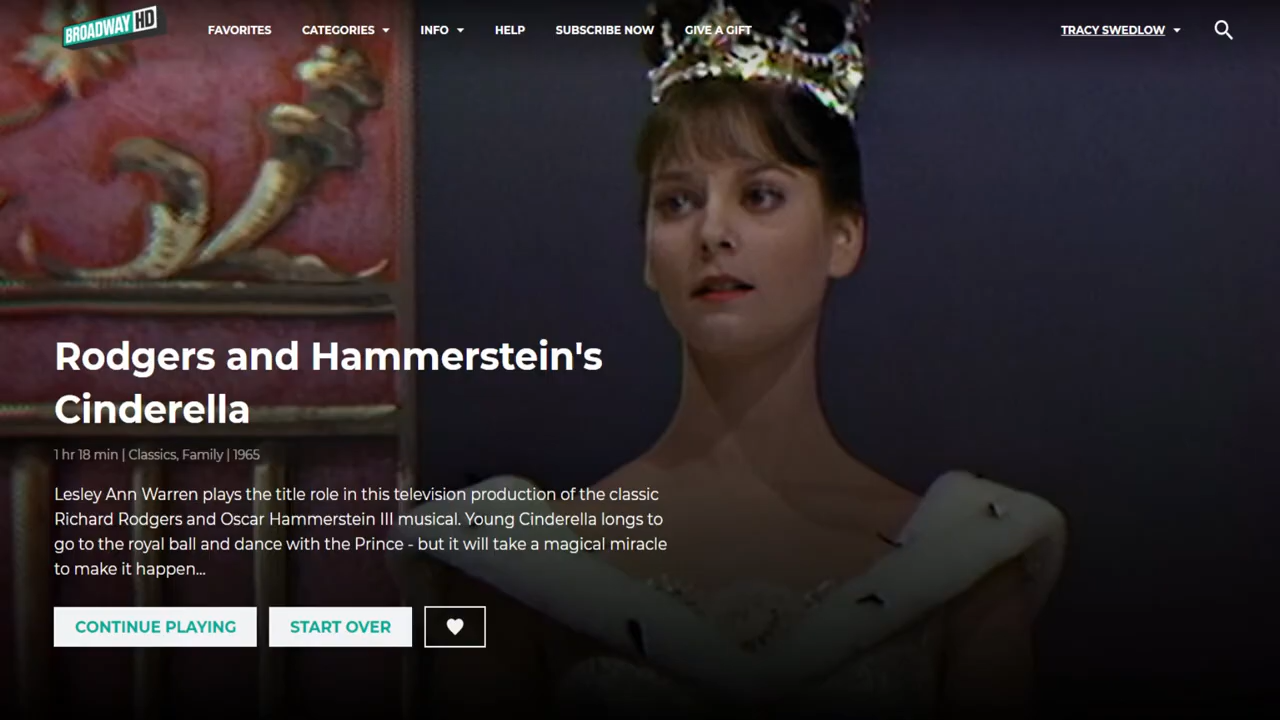 BROADWAY HD
FAVORITES
CATEGORIES
INFO
HELP
SUBSCRIBE NOW
GIVE A GIFT
TRACY SWEDLOW
Rodgers and Hammerstein's
Cinderella
1 hr 18 min | Classics, Family | 1965
Lesley Ann Warren plays the title role in this television production of the classic
Richard Rodgers and Oscar Hammerstein III musical. Young Cinderella longs to
go to the royal ball and dance with the Prince - but it will take a magical miracle
to make it happen...
CONTINUE PLAYING
START OVER